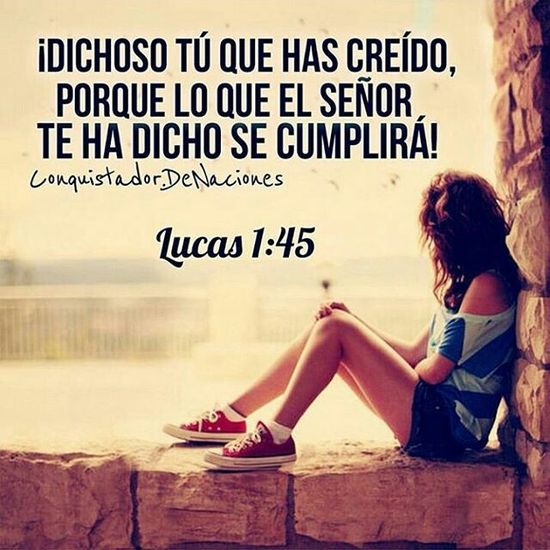 ¡DICHOSO TÚ QUE HAS CREÍDO,
PORQUE LO QUE EL SEÑOR
TE HA DICHO SE CUMPLIRÁ!
Conquistador.DeNaciones
Lucas 1:45